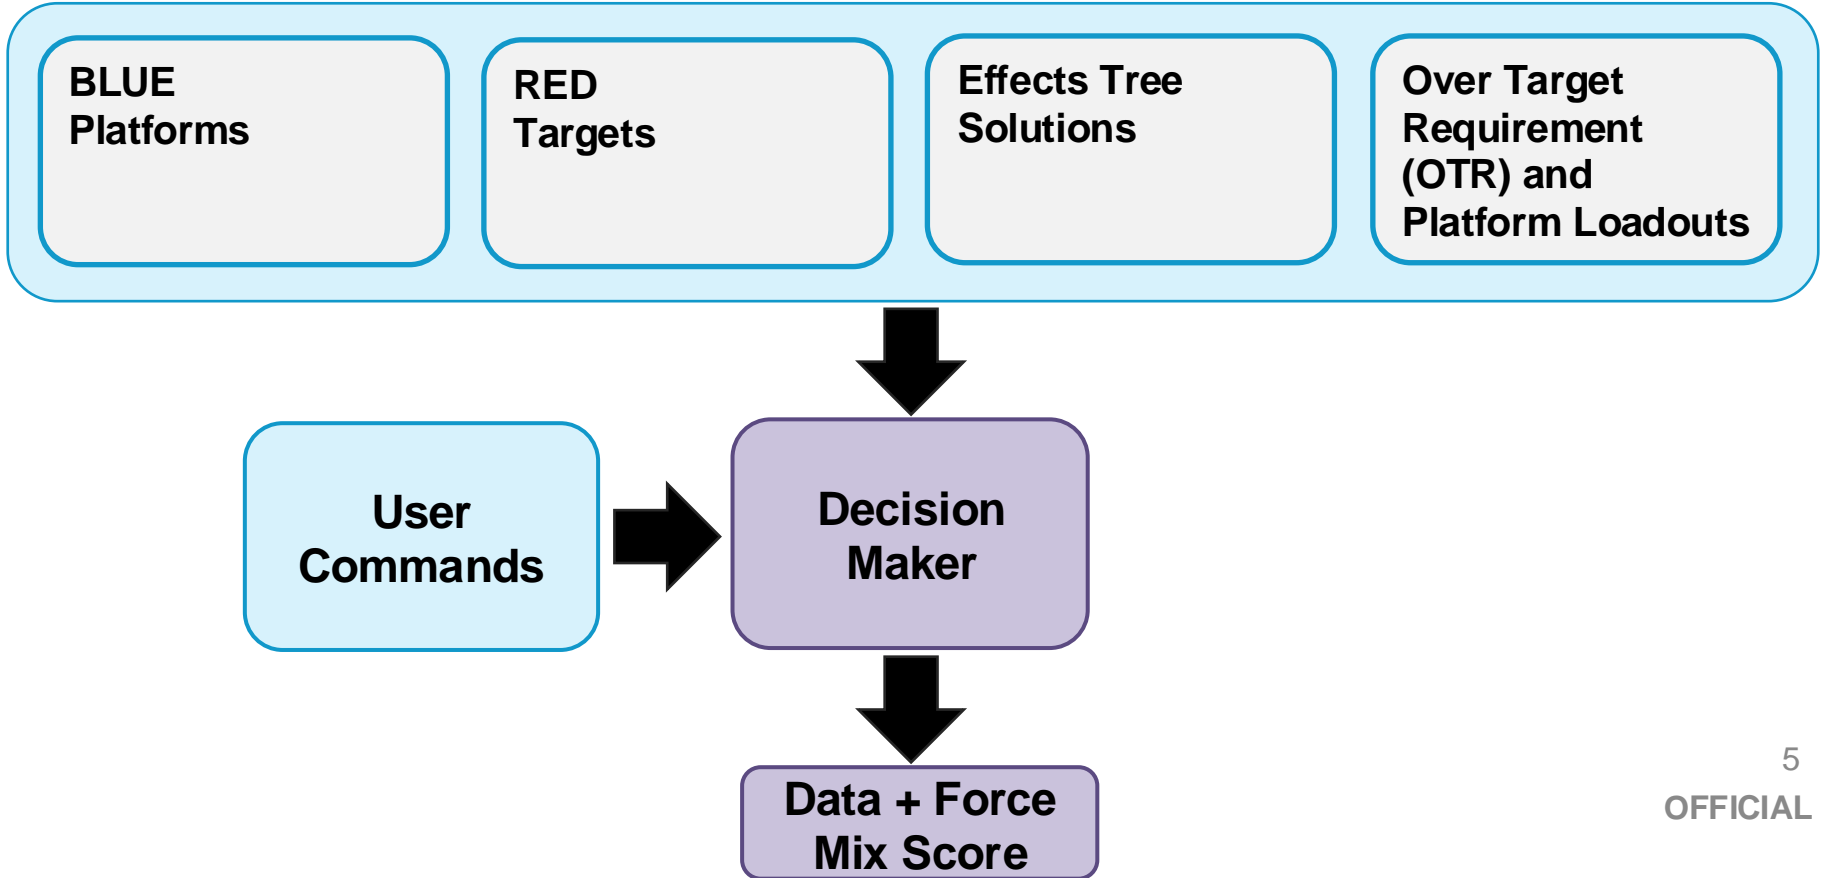 BLUE
Platforms
RED
Targets
Effects Tree
Solutions
Over Target
Requirement
(OTR) and
Platform Loadouts
User
Commands
Decision
Maker
Data + Force
Mix Score
5
OFFICIAL